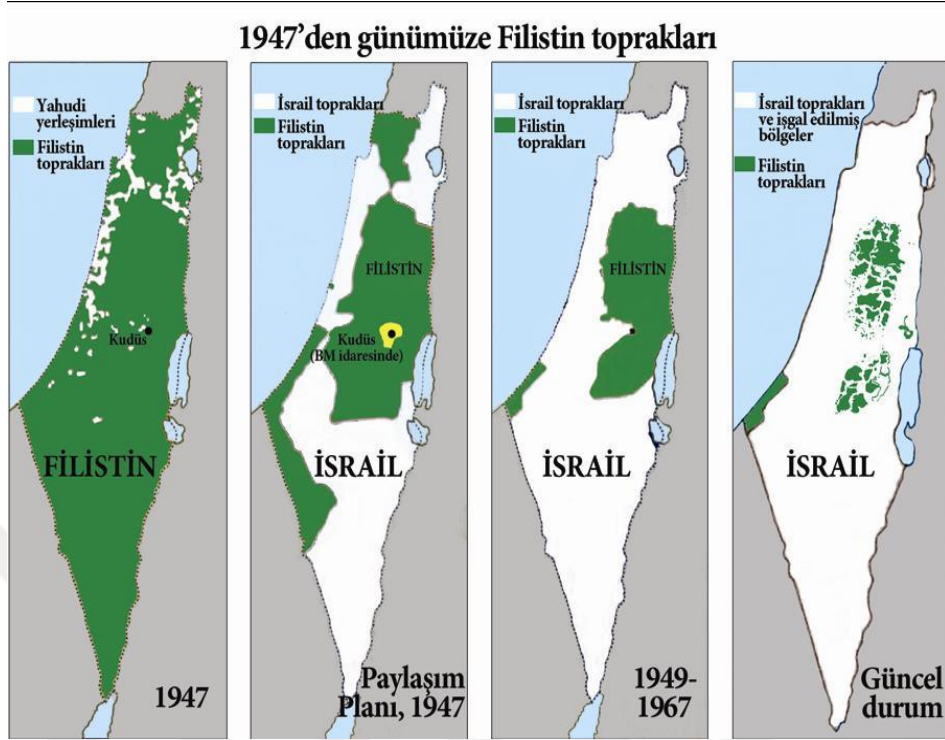 1947'den günümüze Filistin toprakları
Yahudi
yerleşimleri
Filistin
toprakları
Kudüs
FİLİSTİN
1947
İsrail toprakları
Filistin
toprakları
FİLİSTİN
Kudüs
(BM idaresinde)
İSRAİL
Paylaşım
Planı, 1947
İsrail toprakları
Filistin
toprakları
FİLİSTİN
İSRAİL
1949-
1967
İsrail toprakları
ve işgal edilmiş
bölgeler
Filistin
toprakları
İSRAİL
Güncel
durum